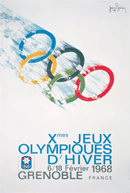 Xmes JEUX
OLYMPIQUES
D'HIVER
6/18 Février 1968
GRENOBLE
FRANCE